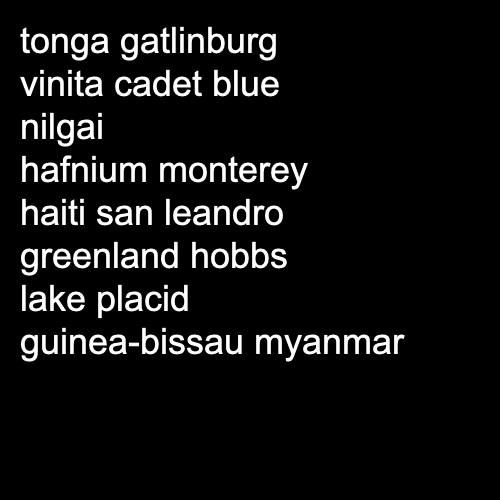 tonga gatlinburg
vinita cadet blue
nilgai
hafnium monterey
haiti san leandro
greenland hobbs
lake placid
guinea-bissau myanmar